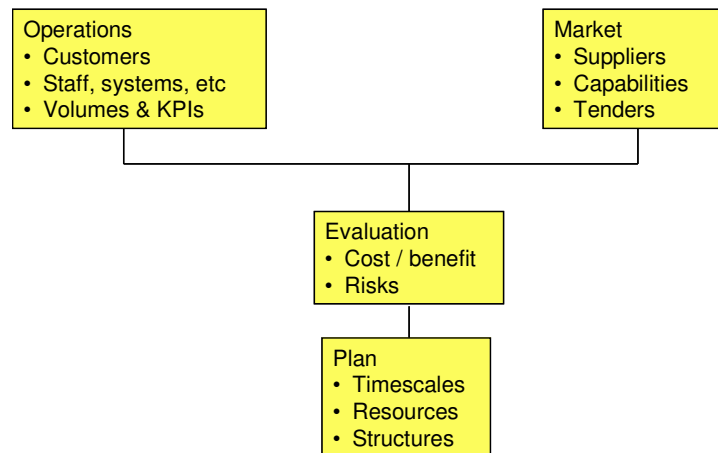 Operations
• Customers
• Staff, systems, etc
• Volumes & KPIs
Market
• Suppliers
• Capabilities
• Tenders
Evaluation
• Cost / benefit
• Risks
Plan
• Timescales
• Resources
• Structures